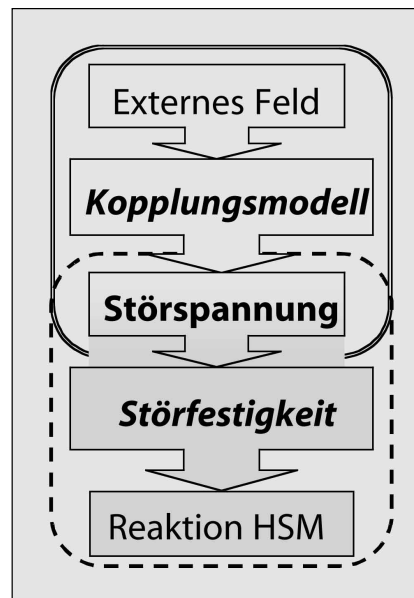 Externes Feld
Kopplungsmodell
Störspannung
Störfestigkeit
Reaktion HSM